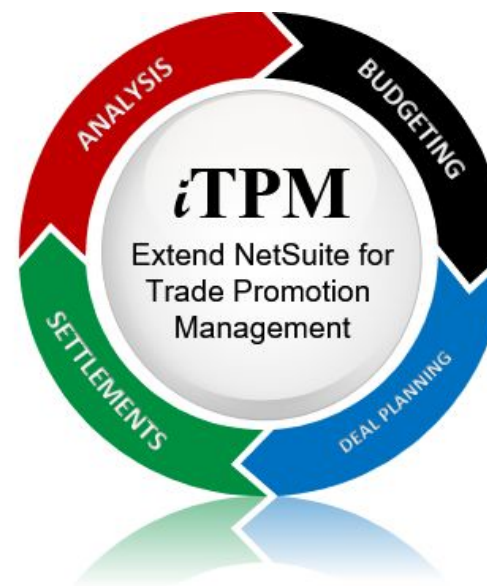 ANALYSIS
BUDGETING
iTPM
Extend NetSuite for
Trade Promotion
Management
SETTLEMENTS
DEAL PLANNING